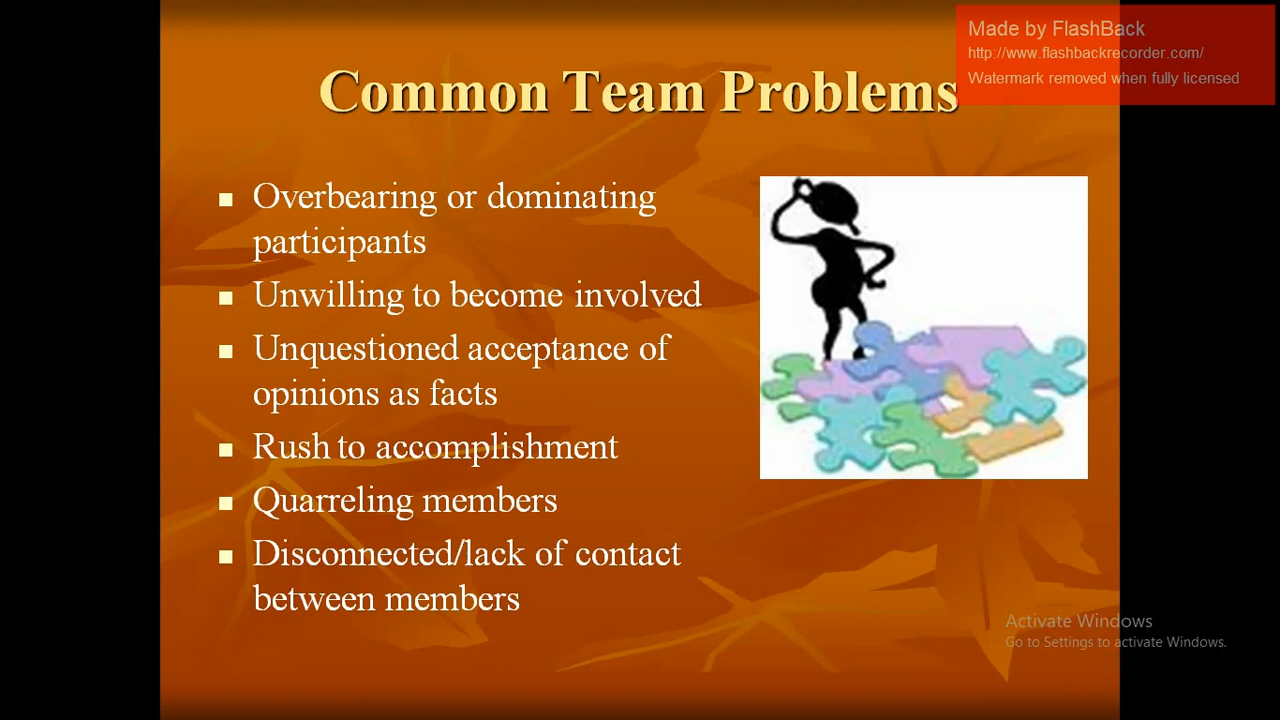 Made by FlashBack
http://www.flashbackrecorder.com/
Watermark removed when fully licensed
Common Team Problems
Overbearing or dominating
participants
Unwilling to become involved
Unquestioned acceptance of
opinions as facts
Rush to accomplishment
Quarreling members
Disconnected/lack of contact
between members
Activate Windows
Go to Settings to activate Windows.